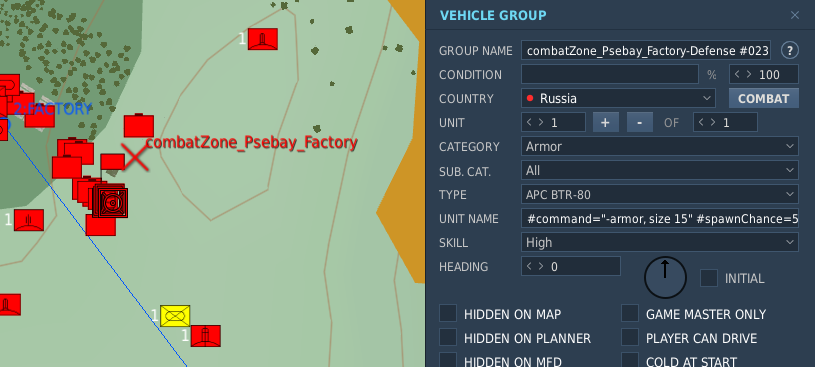 1
2:FACTORY
combatZone_Psebay_Factory
1
1
1
VEHICLE GROUP
GROUP NAME combatZone_Psebay_Factory-Defense #023 ?
CONDITION % < > 100
COUNTRY Russia COMBAT
UNIT < > 1 + - OF < > 1
CATEGORY Armor
SUB. CAT. All
TYPE APC BTR-80
UNIT NAME #command="-armor, size 15" #spawnChance=5
SKILL High
HEADING < > 0 INITIAL
HIDDEN ON MAP GAME MASTER ONLY
HIDDEN ON PLANNER PLAYER CAN DRIVE
HIDDEN ON MFD COLD AT START